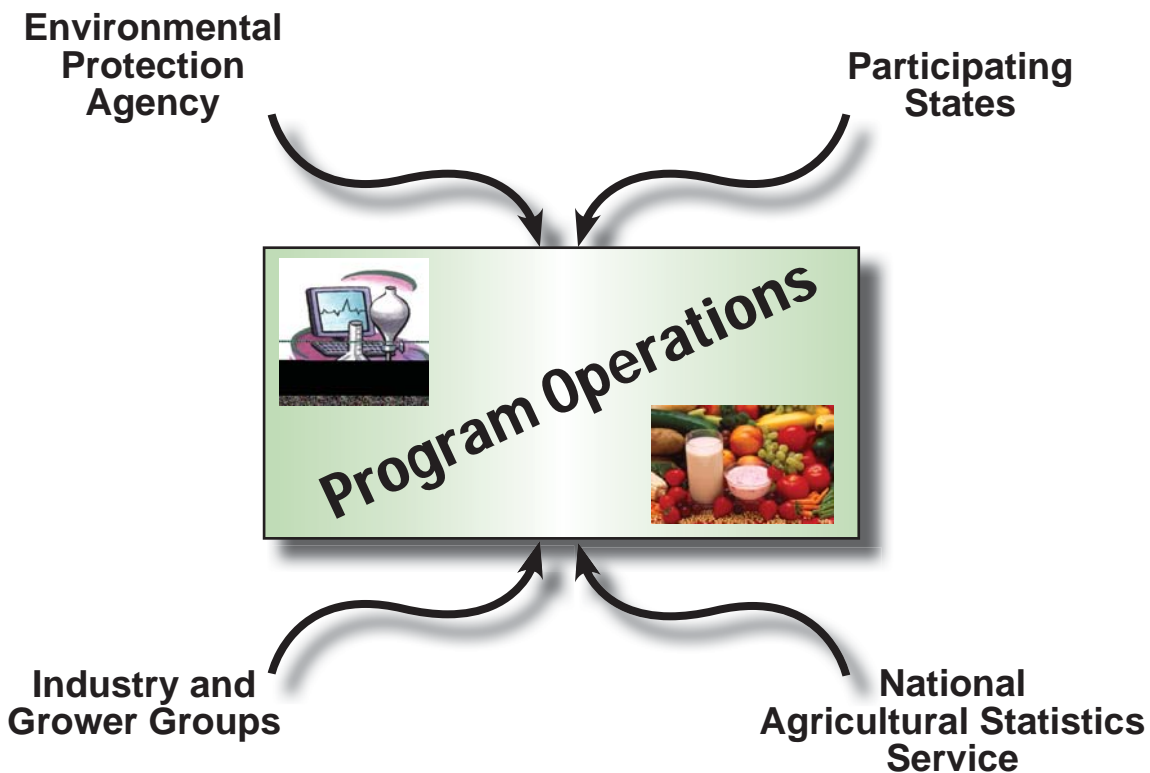 Environmental
Protection
Agency
Participating
States
Program Operations
Industry and
Grower Groups
National
Agricultural Statistics
Service